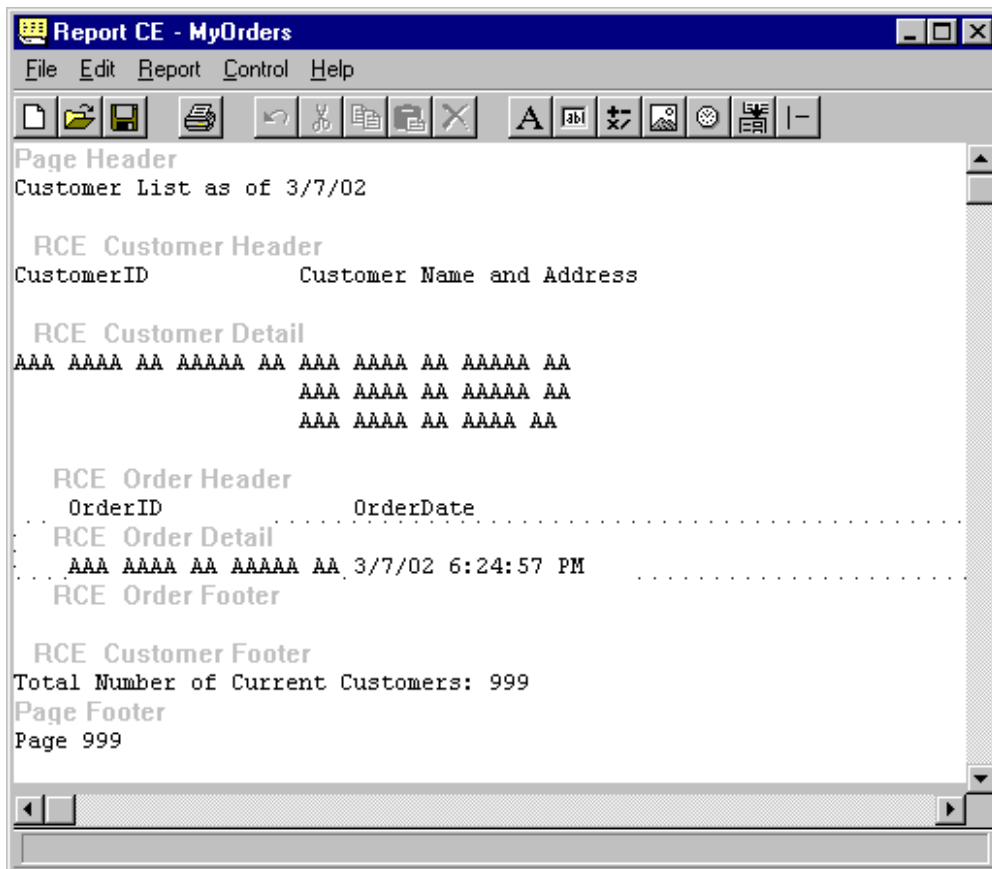 Report CE - MyOrders
File Edit Report Control Help
A abl
Page Header
Customer List as of 3/7/02
RCE Customer Header
CustomerID Customer Name and Address
RCE Customer Detail
AAA AAAA AA AAAAA AA AAA AAAA AA AAAAA AA
AAA AAAA AA AAAAA AA
AAA AAAA AA AAAA AA
RCE Order Header
OrderID OrderDate
RCE Order Detail
AAA AAAA AA AAAAA AA 3/7/02 6:24:57 PM
RCE Order Footer
RCE Customer Footer
Total Number of Current Customers: 999
Page Footer
Page 999